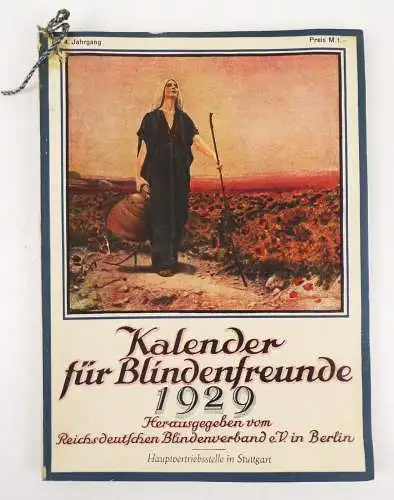 4. Jahrgang Preis M. 1.-
Kalender
für Blindenfreunde
1929
Herausgegeben vom
Reichsdeutschen Blindenverband e.V. in Berlin
Hauptvertriebsstelle in Stuttgart